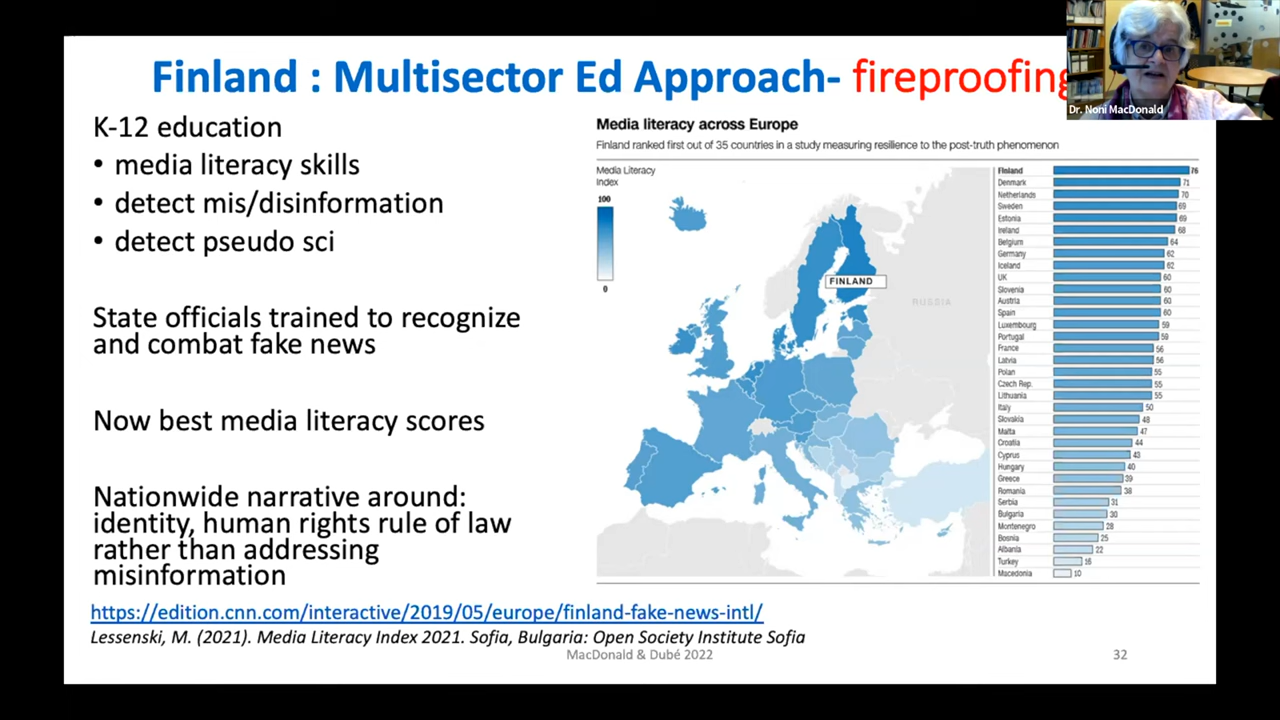 Finland : Multisector Ed Approach- fireproofing
Dr. Noni MacDonald
K-12 education
• media literacy skills
• detect mis/disinformation
• detect pseudo sci
State officials trained to recognize
and combat fake news
Now best media literacy scores
Nationwide narrative around:
identity, human rights rule of law
rather than addressing
misinformation
https://edition.cnn.com/interactive/2019/05/europe/finland-fake-news-intl/
Lessenski, M. (2021). Media Literacy Index 2021. Sofia, Bulgaria: Open Society Institute Sofia
Media literacy across Europe
Finland ranked first out of 35 countries in a study measuring resilience to the post-truth phenomenon
Media Literacy
Index
100
0
FINLAND
RUSSIA
Finland 76
Denmark 71
Netherlands 70
Sweden 69
Estonia 69
Ireland 68
Belgium 64
Germany 62
Iceland 62
UK 60
Slovenia 60
Austria 60
Spain 60
Luxembourg 59
Portugal 59
France 56
Latvia 56
Polan 55
Czech Rep. 55
Lithuania 55
Italy 50
Slovakia 48
Malta 47
Croatia 44
Cyprus 43
Hungary 40
Greece 39
Romania 38
Serbia 31
Bulgaria 30
Montenegro 28
Bosnia 25
Albania 22
Turkey 16
Macedonia 10
MacDonald & Dubé 2022
32